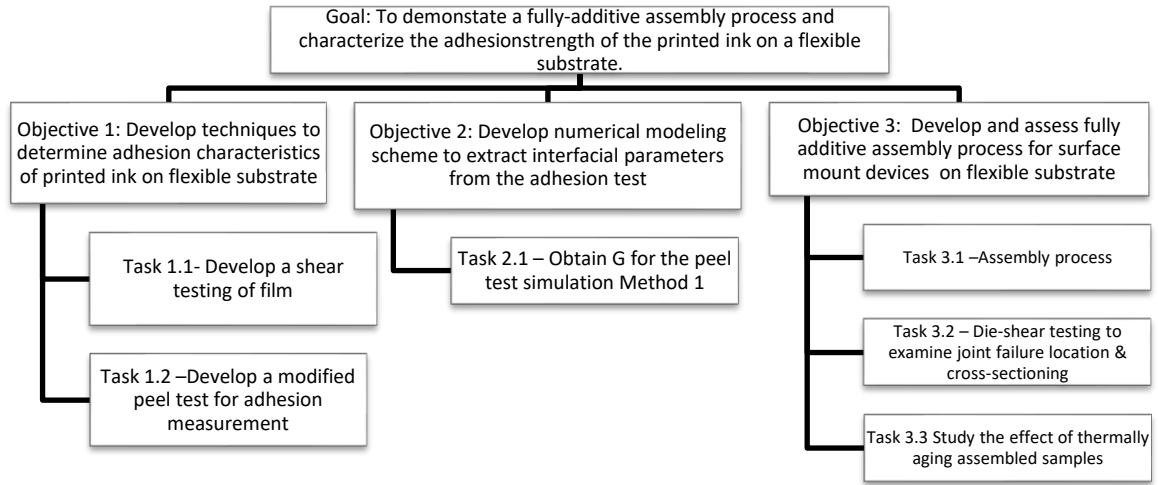 Goal: To demonstate a fully-additive assembly process and
characterize the adhesionstrength of the printed ink on a flexible
substrate.
Objective 1: Develop techniques to
determine adhesion characteristics
of printed ink on flexible substrate
Task 1.1- Develop a shear
testing of film
Task 1.2 –Develop a modified
peel test for adhesion
measurement
Objective 2: Develop numerical modeling
scheme to extract interfacial parameters
from the adhesion test
Task 2.1 – Obtain G for the peel
test simulation Method 1
Objective 3:  Develop and assess fully
additive assembly process for surface
mount devices  on flexible substrate
Task 3.1 –Assembly process
Task 3.2 – Die-shear testing to
examine joint failure location &
cross-sectioning
Task 3.3 Study the effect of thermally
aging assembled samples